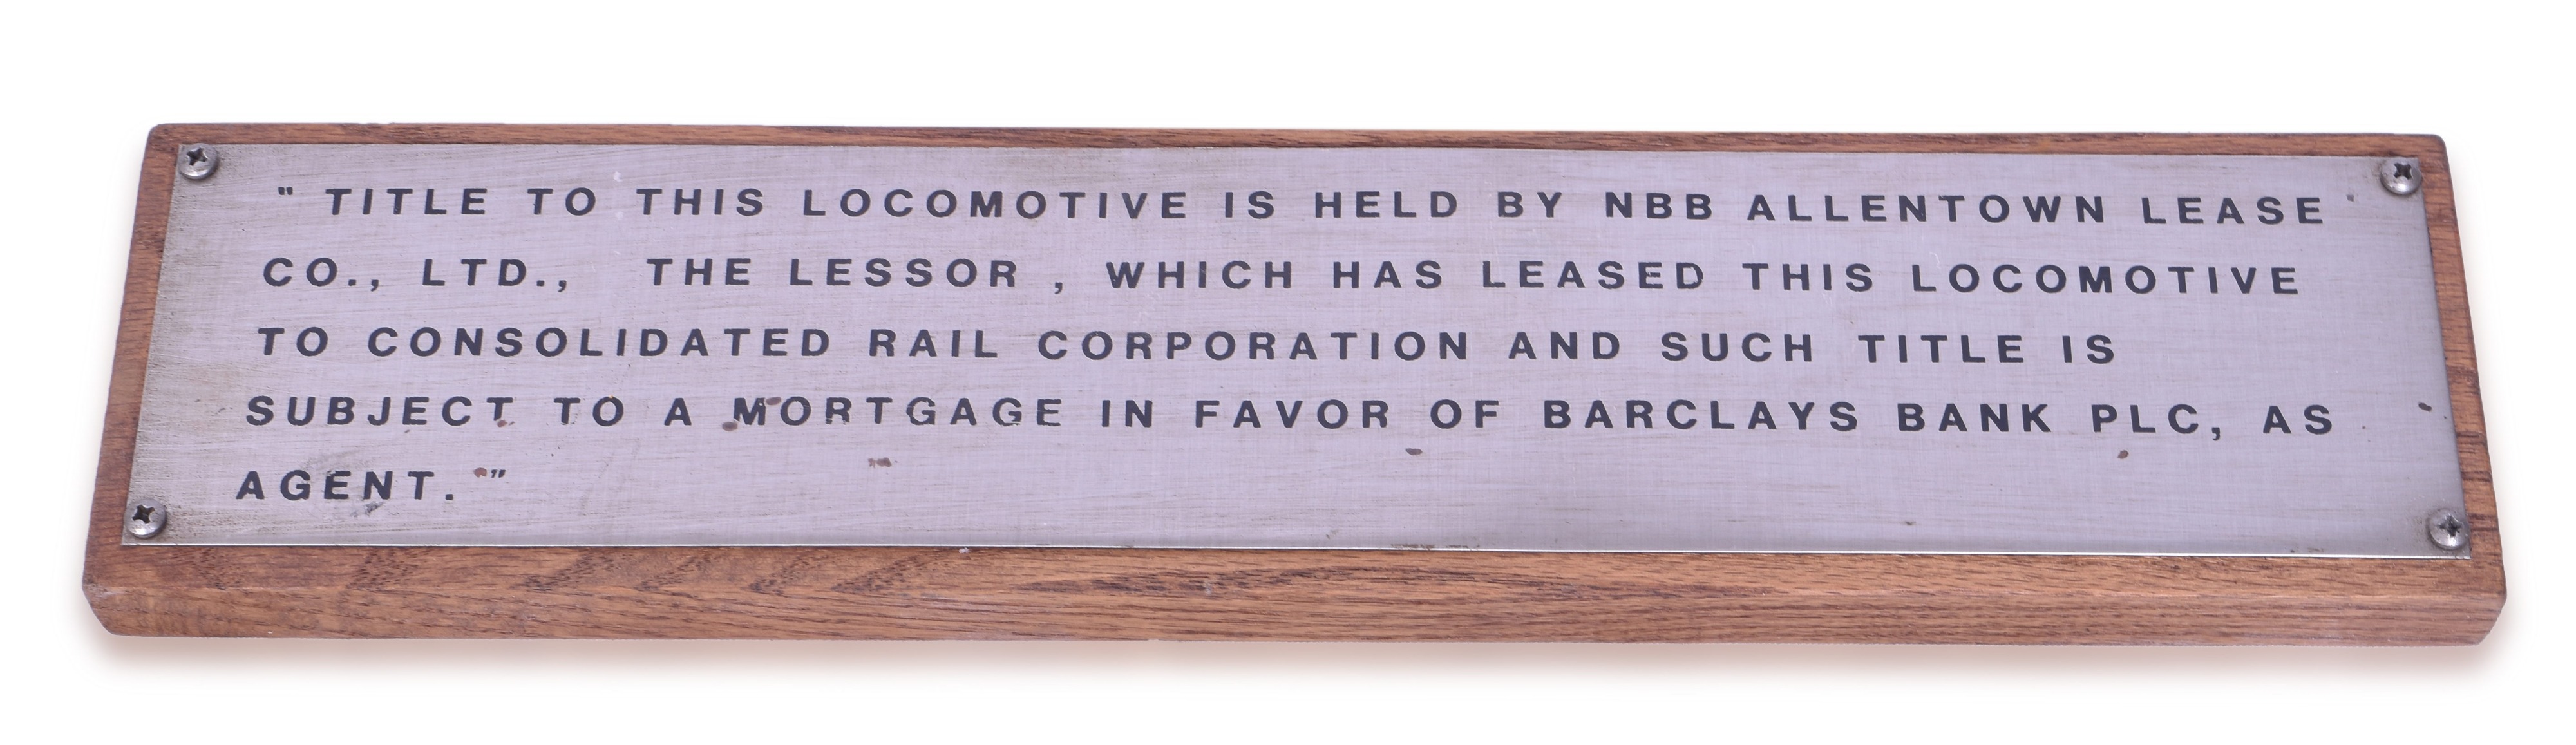 " TITLE TO THIS LOCOMOTIVE IS HELD BY NBB ALLENTOWN LEASE
CO., LTD., THE LESSOR , WHICH HAS LEASED THIS LOCOMOTIVE
TO CONSOLIDATED RAIL CORPORATION AND SUCH TITLE IS
SUBJECT TO A MORTGAGE IN FAVOR OF BARCLAYS BANK PLC, AS
AGENT. "